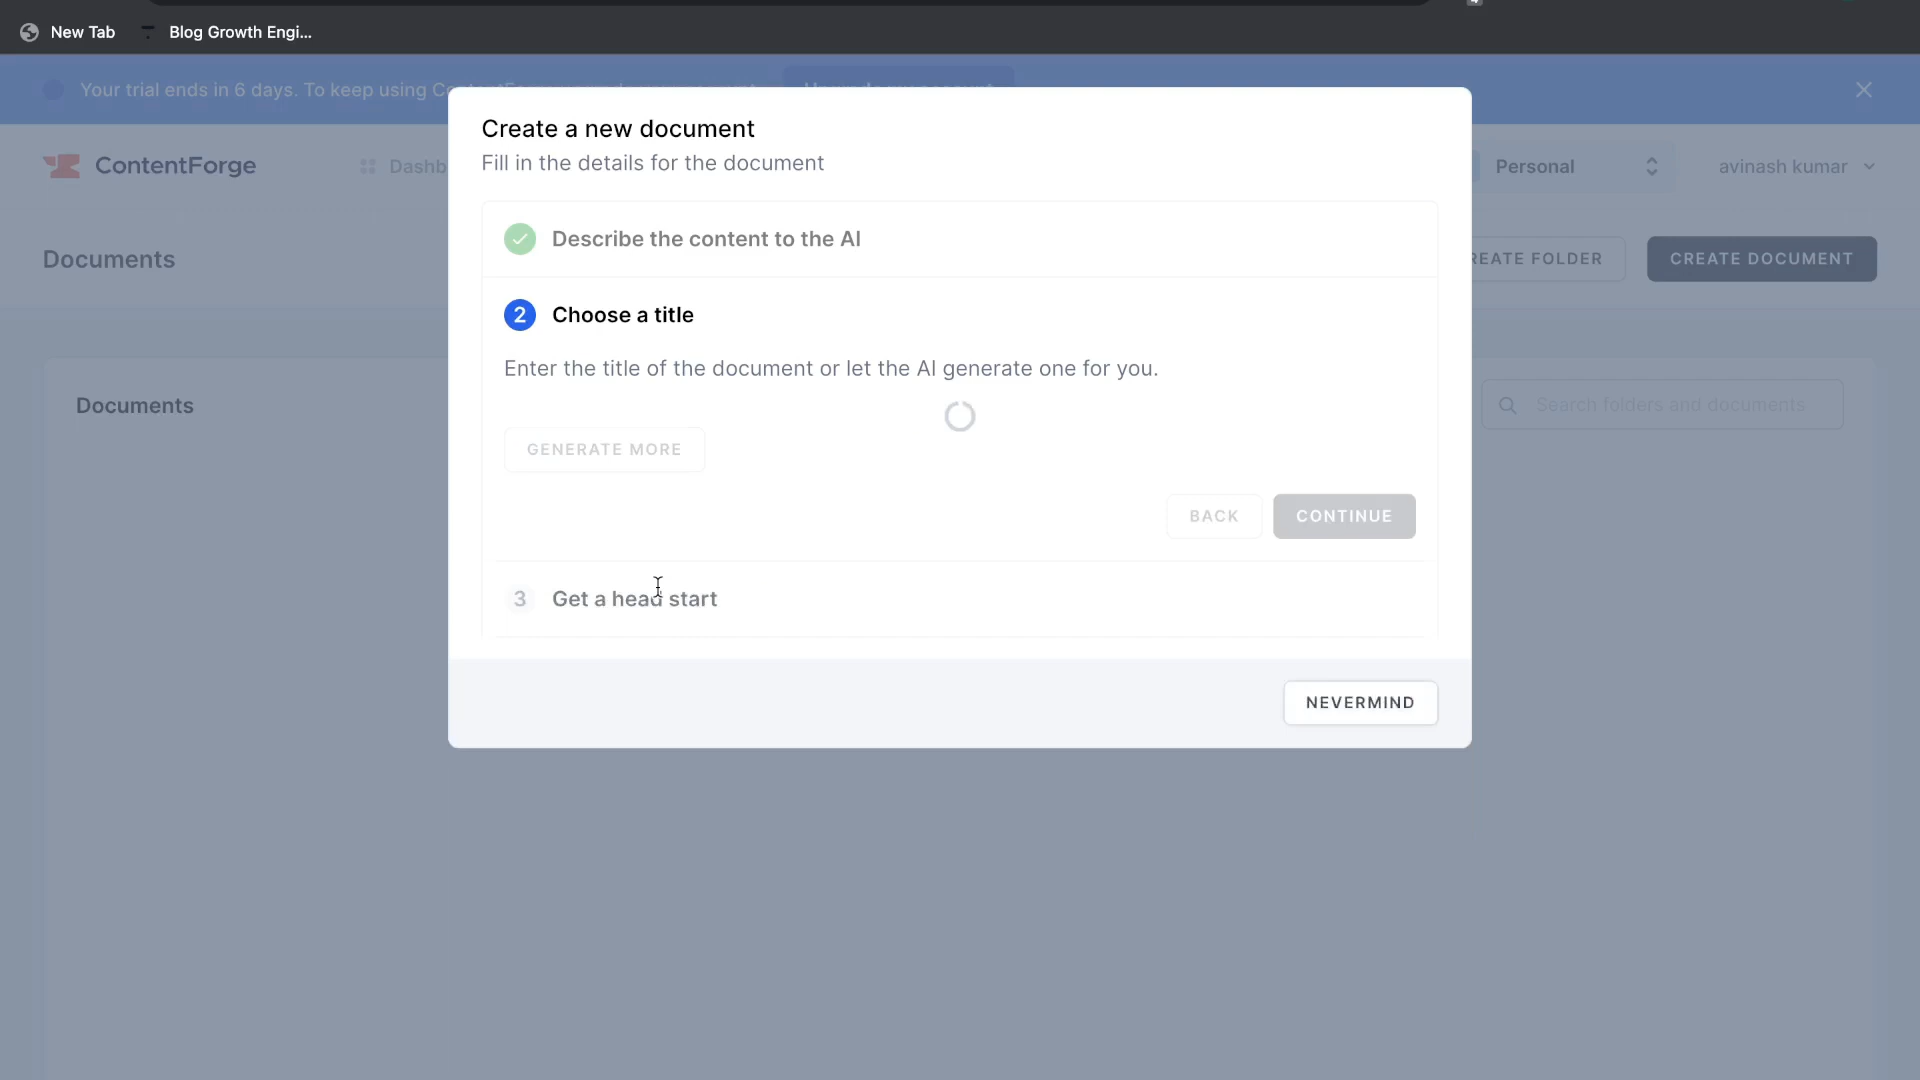 New Tab
Blog Growth Engi...
Your trial ends in 6 days. To keep using
ContentForge
Personal
avinash kumar
Documents
CREATE DOCUMENT
Create a new document
Fill in the details for the document
Describe the content to the AI
2 Choose a title
Enter the title of the document or let the AI generate one for you.
GENERATE MORE
BACK
CONTINUE
3 Get a head start
NEVERMIND
Documents
Search folders and documents